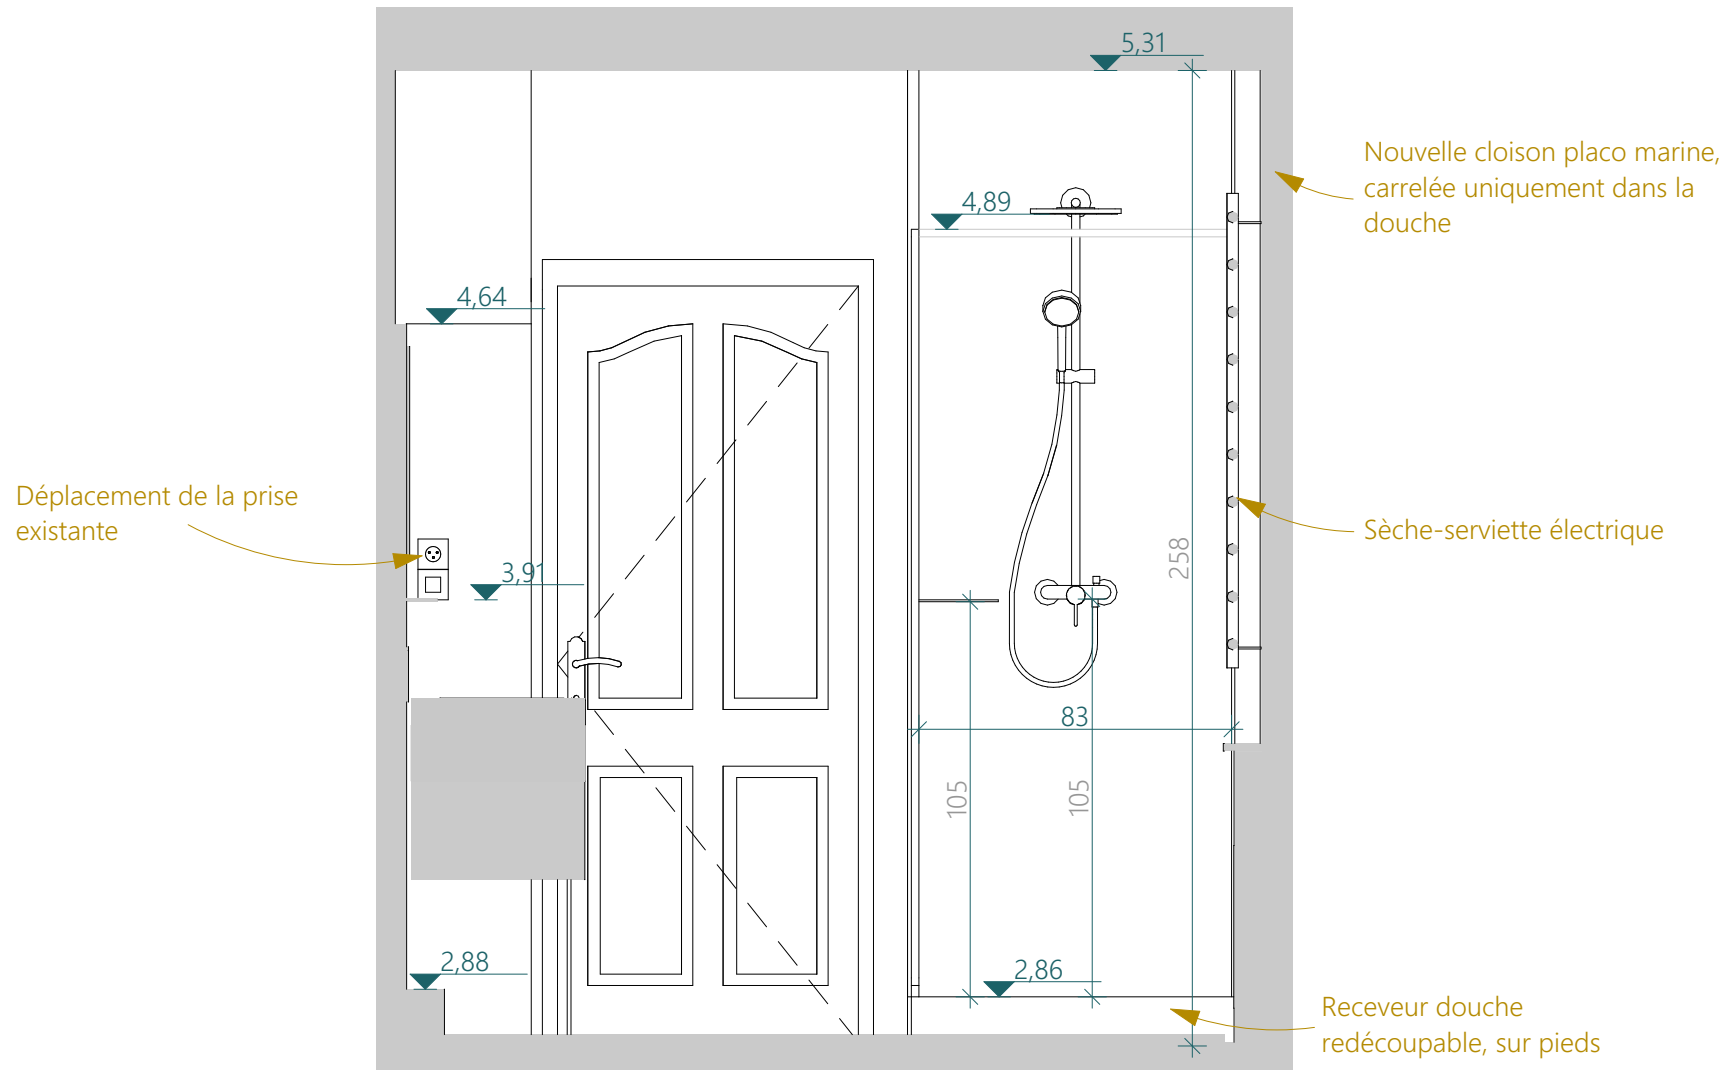 5,31
Nouvelle cloison placo marine,
carrelée uniquement dans la
douche
4,89
4,64
Déplacement de la prise
existante
3,91
258
Sèche-serviette électrique
83
105
105
2,88
2,86
Receveur douche
redécoupable, sur pieds